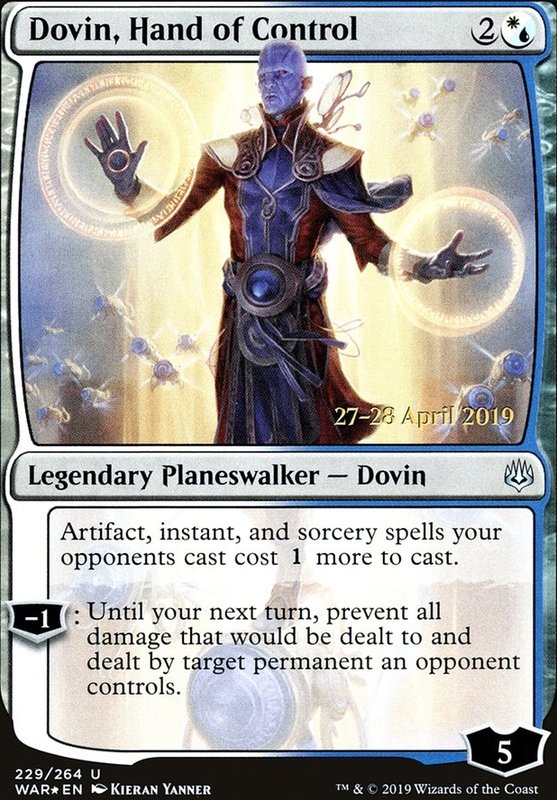 Dovin, Hand of Control 2
27-28 April 2019
Legendary Planeswalker — Dovin
Artifact, instant, and sorcery spells your
opponents cast cost 1 more to cast.
-1: Until your next turn, prevent all
damage that would be dealt to and
dealt by target permanent an opponent
controls.
5
229/264 U
WAR★EN Kieran Yanner
™ & © 2019 Wizards of the Coast